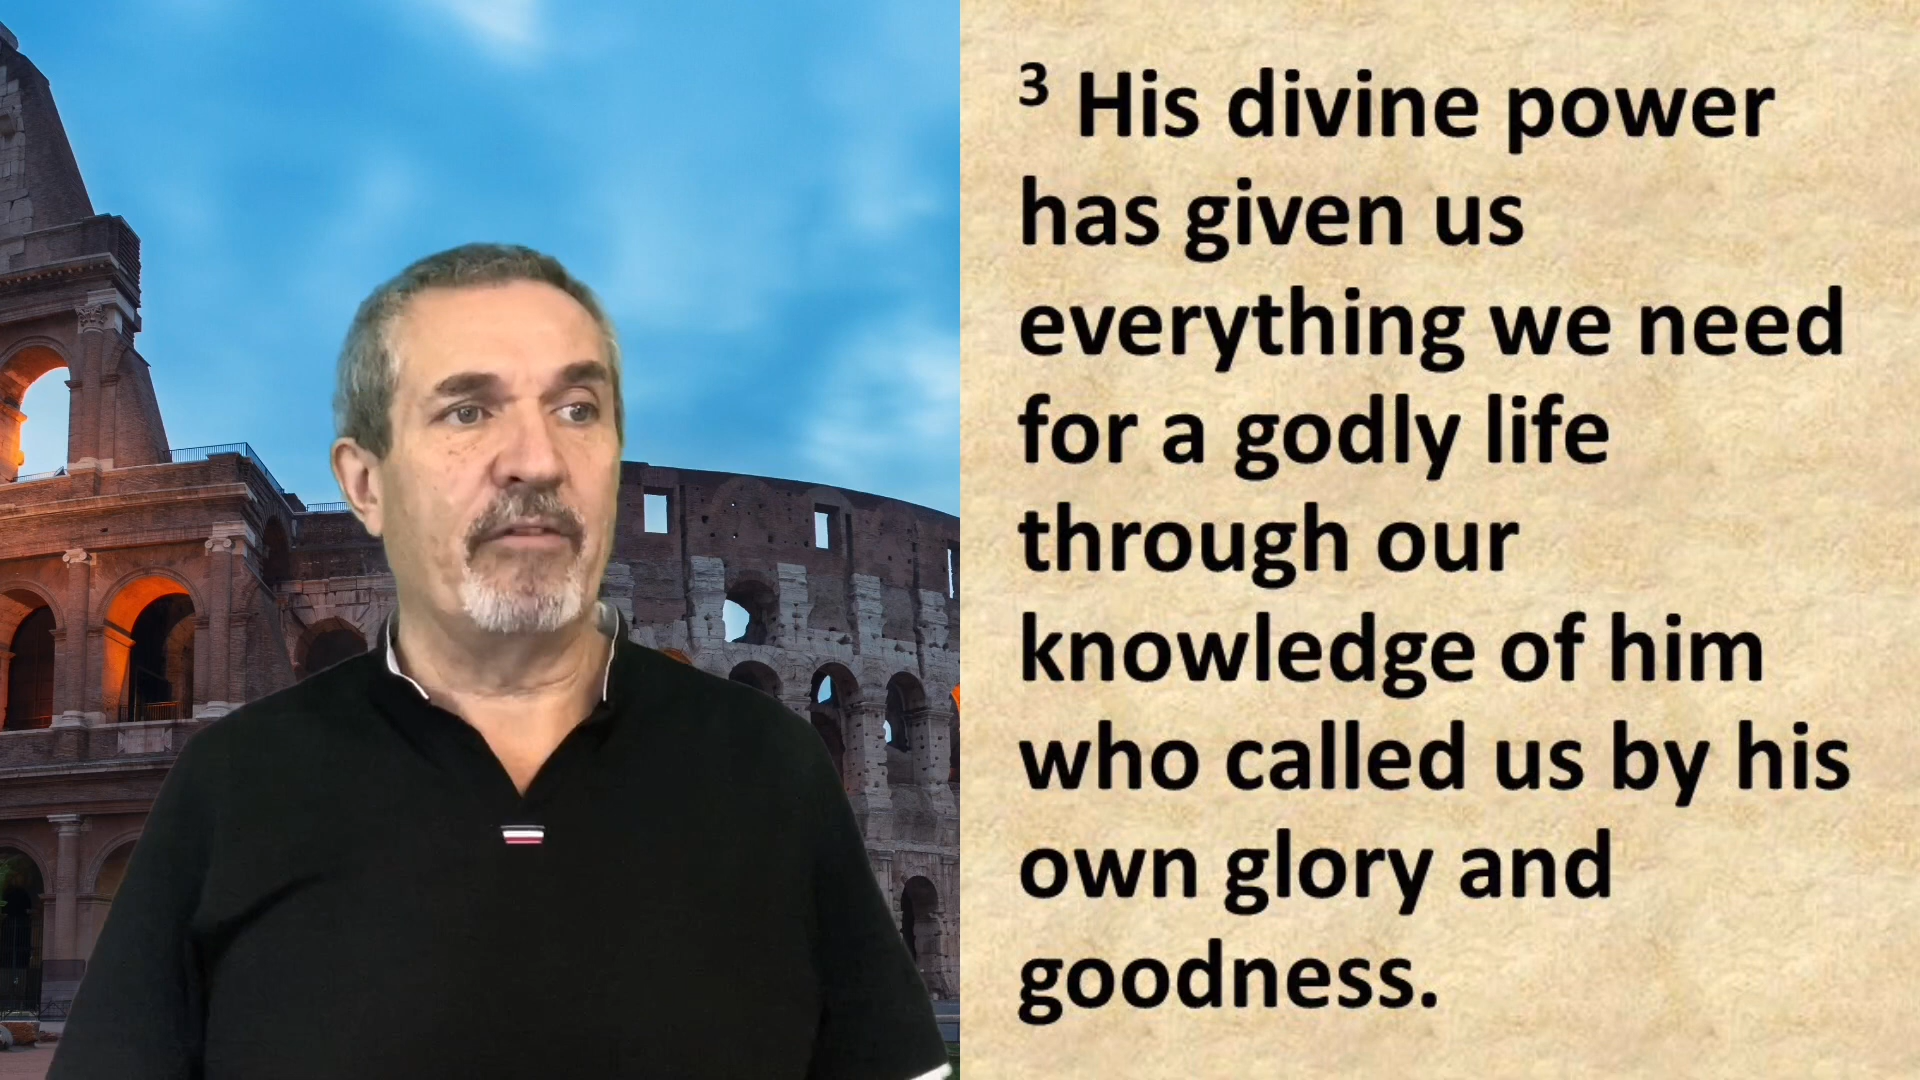 ³ His divine power
has given us
everything we need
for a godly life
through our
knowledge of him
who called us by his
own glory and
goodness.